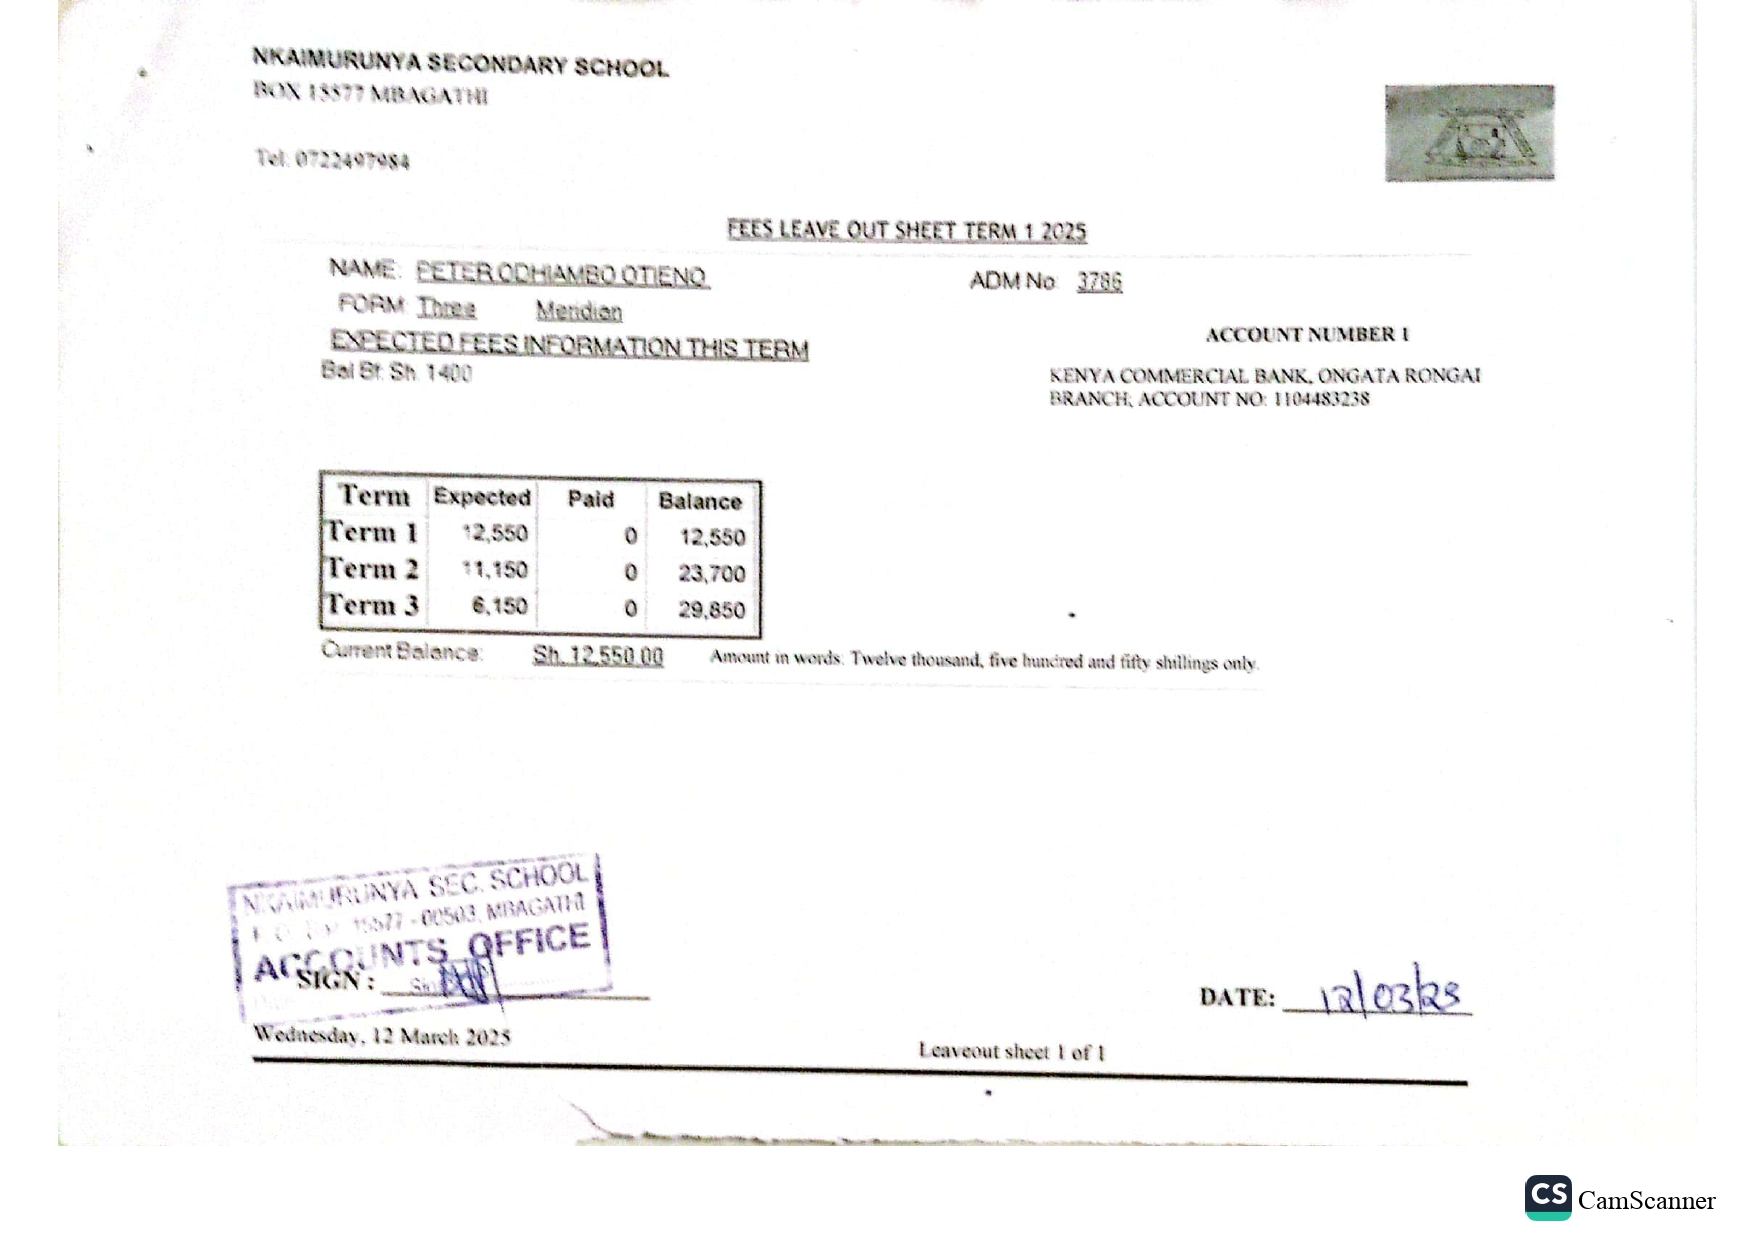 NKAIMURUNYA SECONDARY SCHOOL
BOX 15577 MBAGATHI
Tel: 0722497984
FEES LEAVE OUT SHEET TERM 1 2025
NAME: PETER ODHIAMBO OTIENO ADM No 3786
FORM: Three Meridian
EXPECTED FEES INFORMATION THIS TERM
Bal Bf. Sh. 1400
ACCOUNT NUMBER 1
KENYA COMMERCIAL BANK, ONGATA RONGAI
BRANCH; ACCOUNT NO: 1104483238
Term Expected Paid Balance
Term 1 12,550 0 12,550
Term 2 11,150 0 23,700
Term 3 6,150 0 29,850
Current Balance: Sh. 12,550.00 Amount in words: Twelve thousand, five hundred and fifty shillings only.
NKAIMURUNYA SEC. SCHOOL
15577 - 00503, MBAGATHI
ACCOUNTS OFFICE
SIGN :
DATE: 12/03/25
Wednesday, 12 March 2025
Leaveout sheet 1 of 1
CS CamScanner